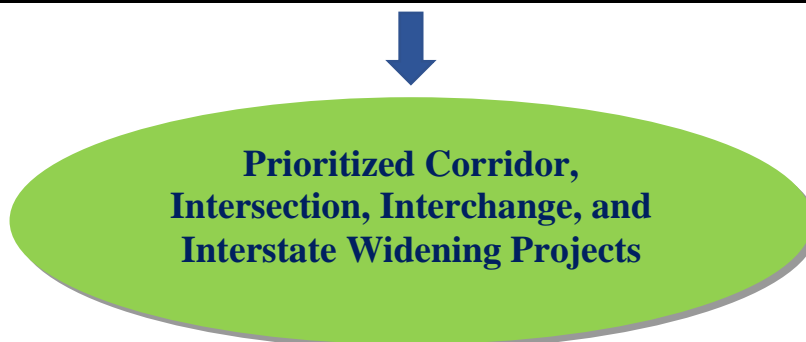 Prioritized Corridor,
Intersection, Interchange, and
Interstate Widening Projects